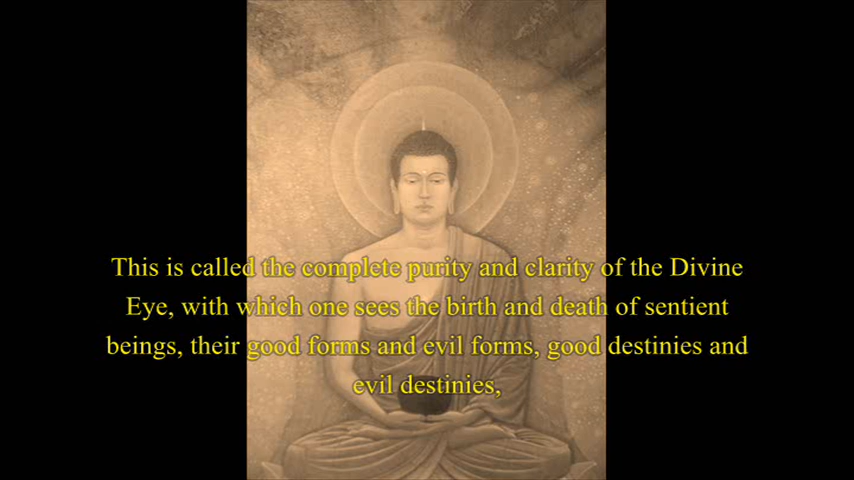 This is called the complete purity and clarity of the Divine
Eye, with which one sees the birth and death of sentient
beings, their good forms and evil forms, good destinies and
evil destinies,